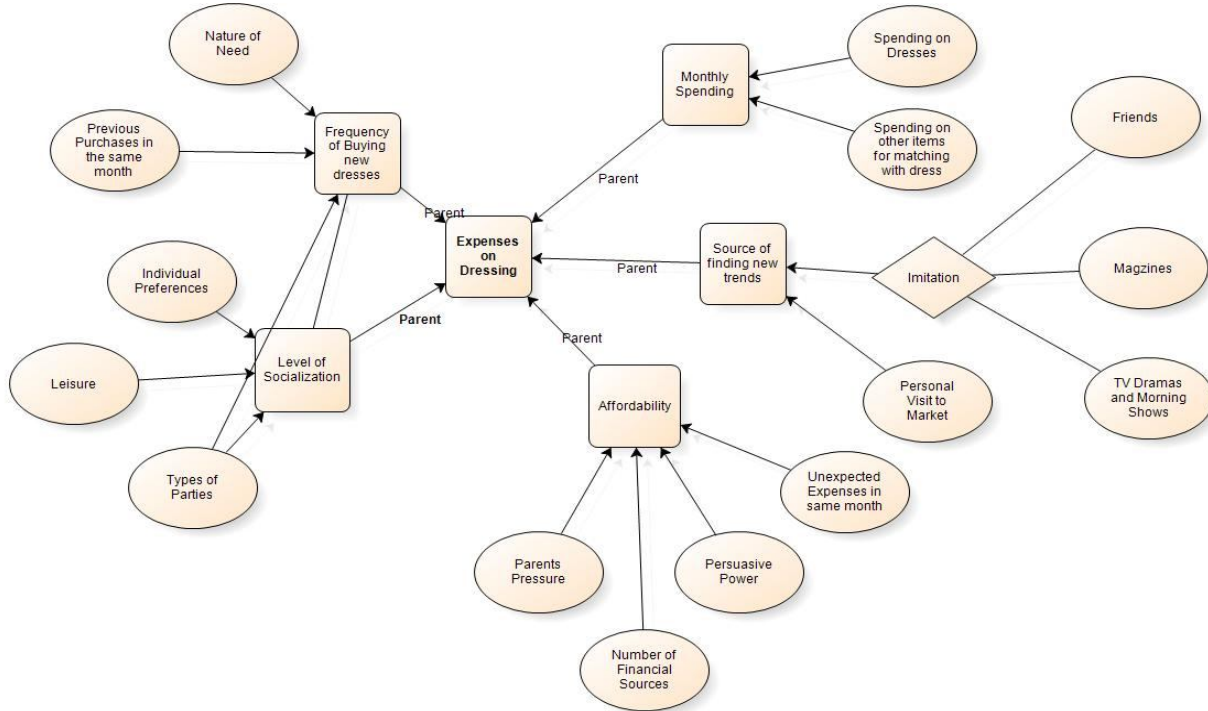 Nature of
Need
Spending on
Dresses
Monthly
Spending
Friends
Previous
Purchases in
the same
month
Frequency
of Buying
new
dresses
Spending on
other items
for matching
with dress
Parent
Parent
Expenses
on
Dressing
Source of
finding new
trends
Parent
Imitation
Magzines
Individual
Preferences
Parent
Parent
Level of
Socialization
Leisure
Affordability
Personal
Visit to
Market
TV Dramas
and Morning
Shows
Types of
Parties
Unexpected
Expenses in
same month
Parents
Pressure
Persuasive
Power
Number of
Financial
Sources